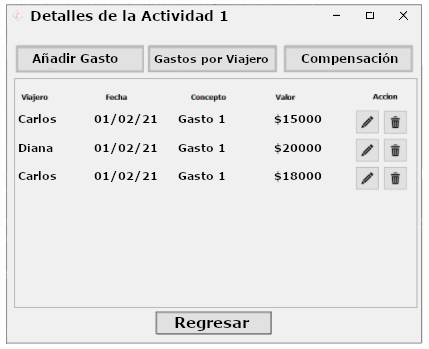 Detalles de la Actividad 1
Añadir Gasto Gastos por Viajero Compensación
Viajero Fecha Concepto Valor Accion
Carlos 01/02/21 Gasto 1 $15000
Diana 01/02/21 Gasto 1 $20000
Carlos 01/02/21 Gasto 1 $18000
Regresar